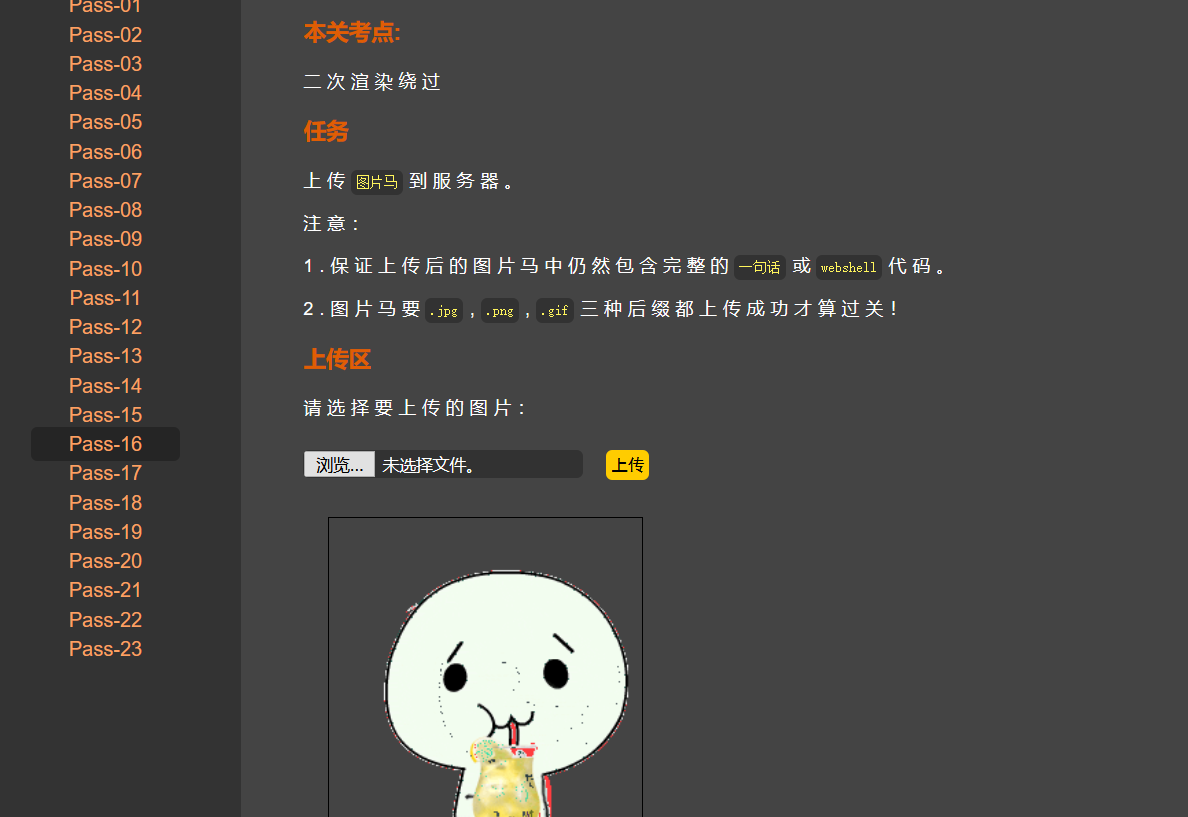 Pass-01
Pass-02
Pass-03
Pass-04
Pass-05
Pass-06
Pass-07
Pass-08
Pass-09
Pass-10
Pass-11
Pass-12
Pass-13
Pass-14
Pass-15
Pass-16
Pass-17
Pass-18
Pass-19
Pass-20
Pass-21
Pass-22
Pass-23
本关考点:
二次渲染绕过
任务
上传 图片马 到服务器。
注意:
1.保证上传后的图片马中仍然包含完整的 一句话 或 webshell 代码。
2.图片马要 .jpg , .png , .gif 三种后缀都上传成功才算过关!
上传区
请选择要上传的图片:
浏览... 未选择文件。 上传